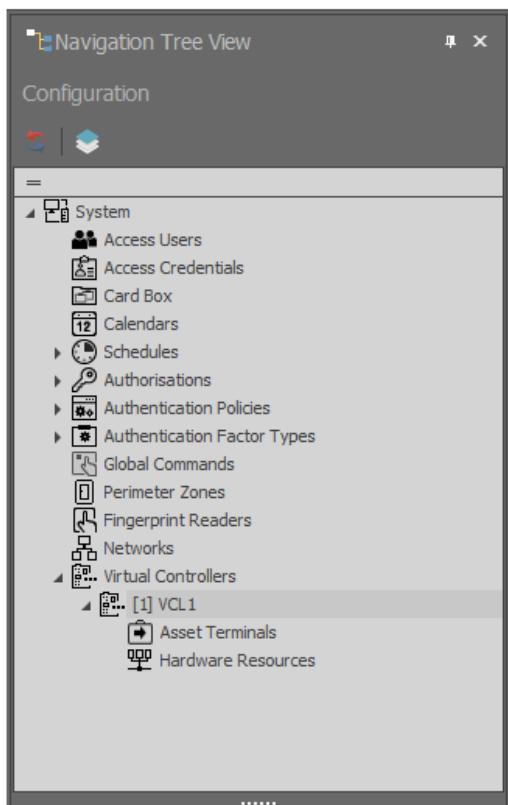 Navigation Tree View
Configuration
=
System
Access Users
Access Credentials
Card Box
12 Calendars
Schedules
Authorisations
Authentication Policies
Authentication Factor Types
Global Commands
Perimeter Zones
Fingerprint Readers
Networks
Virtual Controllers
[1] VCL1
Asset Terminals
Hardware Resources